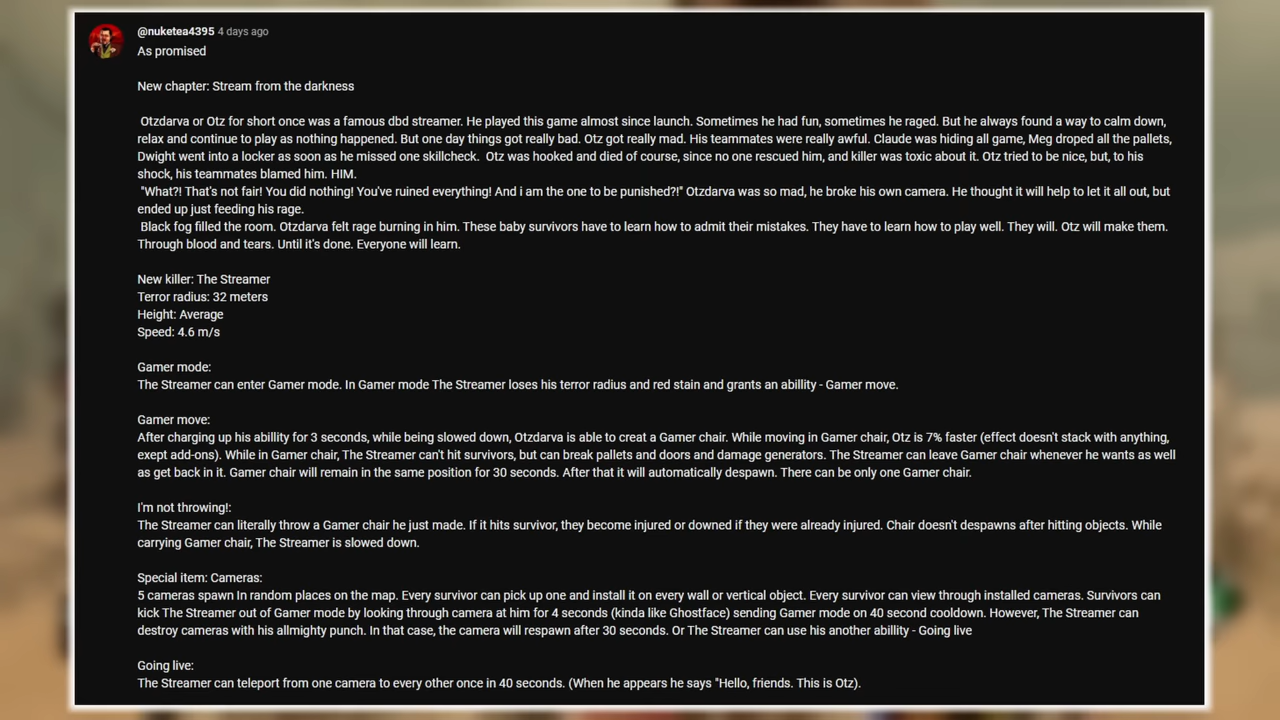 @nuketea4395 4 days ago
As promised
New chapter: Stream from the darkness
Otzdarva or Otz for short once was a famous dbd streamer. He played this game almost since launch. Sometimes he had fun, sometimes he raged. But he always found a way to calm down,
relax and continue to play as nothing happened. But one day things got really bad. Otz got really mad. His teammates were really awful. Claude was hiding all game, Meg droped all the pallets,
Dwight went into a locker as soon as he missed one skillcheck.  Otz was hooked and died of course, since no one rescued him, and killer was toxic about it. Otz tried to be nice, but, to his
shock, his teammates blamed him. HIM.
"What?! That's not fair! You did nothing! You've ruined everything! And i am the one to be punished?!" Otzdarva was so mad, he broke his own camera. He thought it will help to let it all out, but
ended up just feeding his rage.
Black fog filled the room. Otzdarva felt rage burning in him. These baby survivors have to learn how to admit their mistakes. They have to learn how to play well. They will. Otz will make them.
Through blood and tears. Until it's done. Everyone will learn.
New killer: The Streamer
Terror radius: 32 meters
Height: Average
Speed: 4.6 m/s
Gamer mode:
The Streamer can enter Gamer mode. In Gamer mode The Streamer loses his terror radius and red stain and grants an abillity - Gamer move.
Gamer move:
After charging up his abillity for 3 seconds, while being slowed down, Otzdarva is able to creat a Gamer chair. While moving in Gamer chair, Otz is 7% faster (effect doesn't stack with anything,
exept add-ons). While in Gamer chair, The Streamer can't hit survivors, but can break pallets and doors and damage generators. The Streamer can leave Gamer chair whenever he wants as well
as get back in it. Gamer chair will remain in the same position for 30 seconds. After that it will automatically despawn. There can be only one Gamer chair.
I'm not throwing!:
The Streamer can literally throw a Gamer chair he just made. If it hits survivor, they become injured or downed if they were already injured. Chair doesn't despawns after hitting objects. While
carrying Gamer chair, The Streamer is slowed down.
Special item: Cameras:
5 cameras spawn In random places on the map. Every survivor can pick up one and install it on every wall or vertical object. Every survivor can view through installed cameras. Survivors can
kick The Streamer out of Gamer mode by looking through camera at him for 4 seconds (kinda like Ghostface) sending Gamer mode on 40 second cooldown. However, The Streamer can
destroy cameras with his allmighty punch. In that case, the camera will respawn after 30 seconds. Or The Streamer can use his another abillity - Going live
Going live:
The Streamer can teleport from one camera to every other once in 40 seconds. (When he appears he says "Hello, friends. This is Otz).